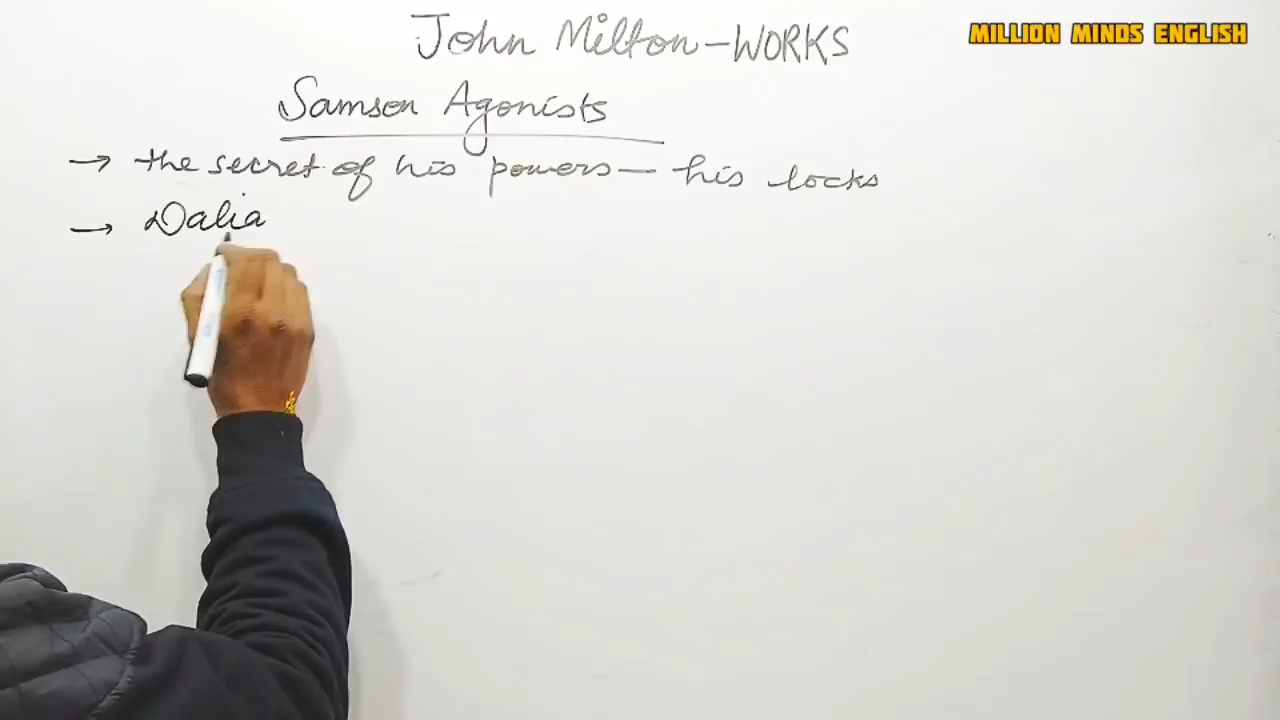 John Milton - WORKS
MILLION MINDS ENGLISH
Samson Agonists
→ the secret of his powers — his locks
→ Dalia